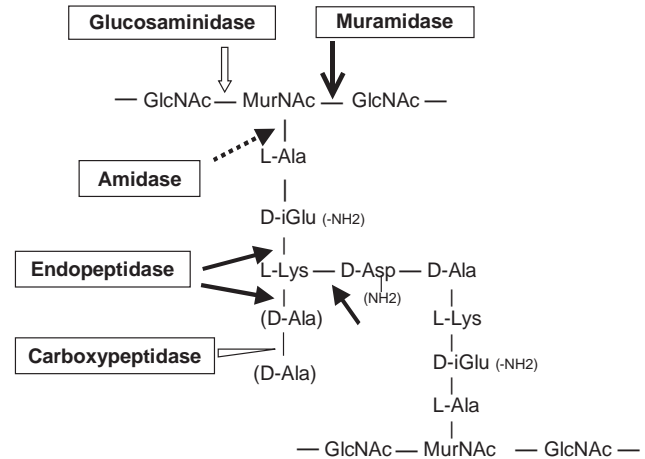 Glucosaminidase Muramidase
— GlcNAc — MurNAc — GlcNAc —
L-Ala
Amidase
D-iGlu (-NH2)
Endopeptidase
L-Lys — D-Asp — D-Ala
(NH2)
(D-Ala)
L-Lys
Carboxypeptidase
D-iGlu (-NH2)
(D-Ala)
L-Ala
— GlcNAc — MurNAc — GlcNAc —